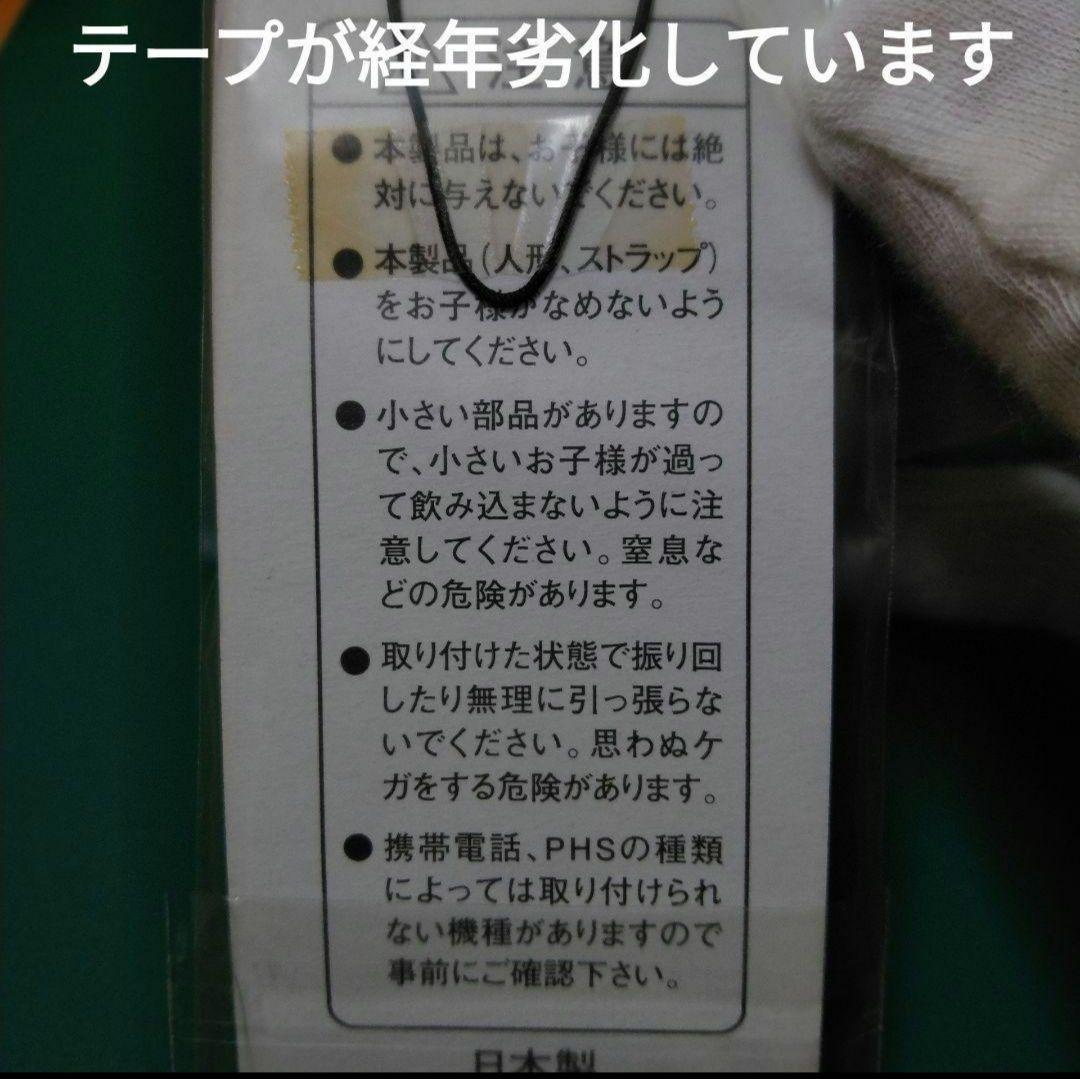 テープが経年劣化しています
注意
● 本製品は、お子様には絶
対に与えないでください。
● 本製品(人形、ストラップ)
をお子様がなめないよう
にしてください。
● 小さい部品がありますの
で、小さいお子様が過っ
て飲み込まないように注
意してください。窒息な
どの危険があります。
● 取り付けた状態で振り回
したり無理に引っ張らな
いでください。思わぬケ
ガをする危険があります。
● 携帯電話、PHSの種類
によっては取り付けられ
ない機種がありますので
事前にご確認下さい。
日本製